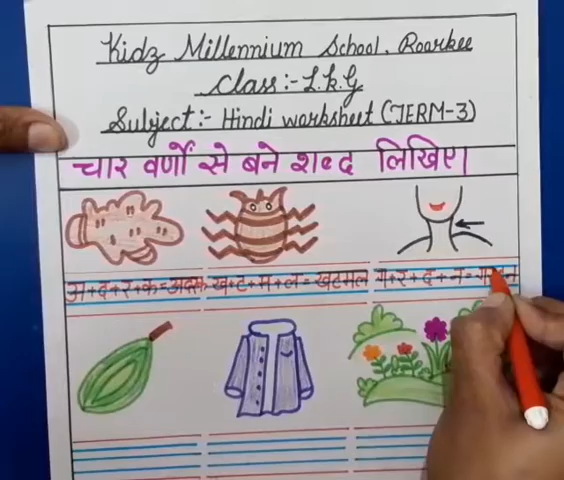 Kidz Millennium School. Roorkee
Class:- L.k.G
Subject:- Hindi worksheet (TERM-3)
चार वर्णों से बने शब्द लिखिए।
अ+द+र+क=अदरक ख+ट+म+ल=खटमल ग+र+द+न=